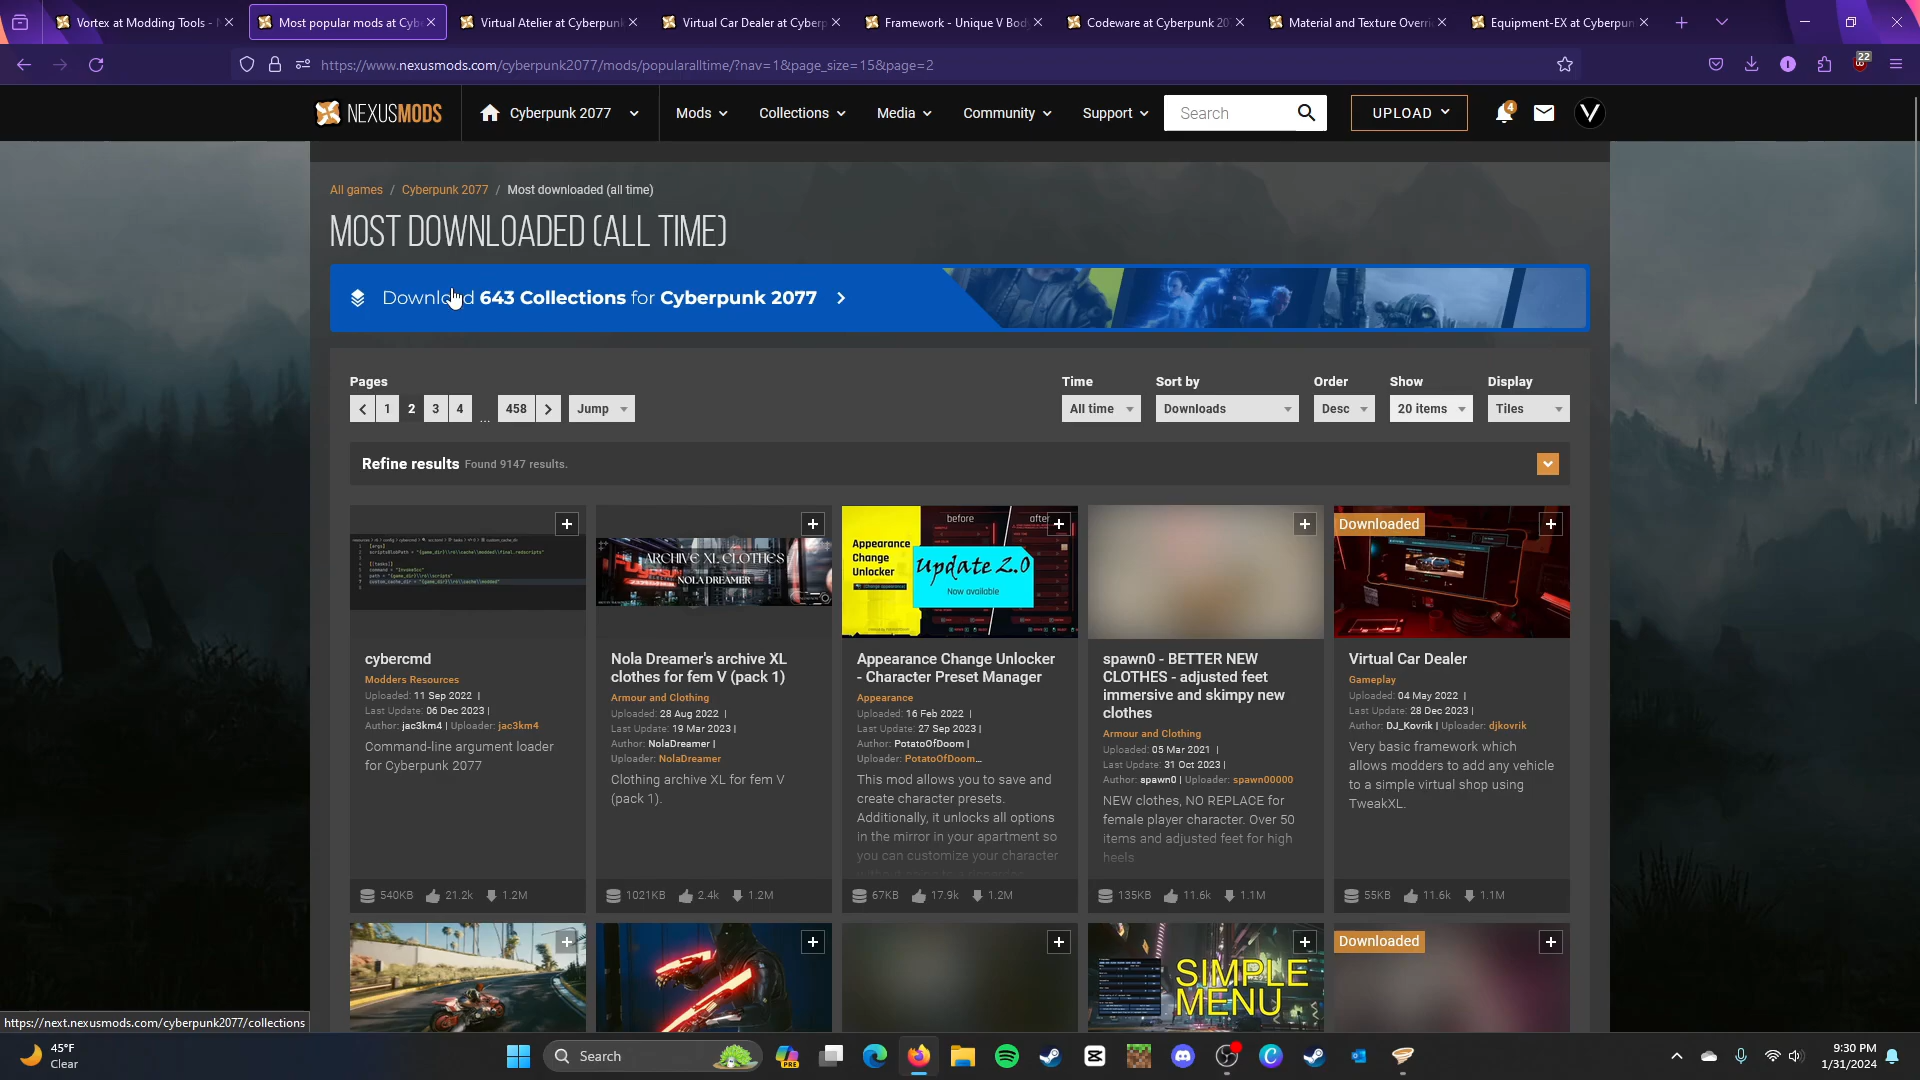 Vortex at Modding Tools - N
Most popular mods at Cybe
Virtual Atelier at Cyberpunk
Virtual Car Dealer at Cyberp
Framework - Unique V Bod
Codeware at Cyberpunk 20
Material and Texture Overri
Equipment-EX at Cyberpun
https://www.nexusmods.com/cyberpunk2077/mods/popularalltime/?nav=1&page_size=15&page=2
22
NEXUSMODS
Cyberpunk 2077
Mods
Collections
Media
Community
Support
Search
UPLOAD
4
V
All games / Cyberpunk 2077 / Most downloaded (all time)
MOST DOWNLOADED (ALL TIME)
Download 643 Collections for Cyberpunk 2077
Pages
1 2 3 4 ... 458 Jump
Time
All time
Sort by
Downloads
Order
Desc
Show
20 items
Display
Tiles
Refine results Found 9147 results.
cybercmd
Modders Resources
Uploaded: 11 Sep 2022 |
Last Update: 06 Dec 2023 |
Author: jac3km4 | Uploader: jac3km4
Command-line argument loader
for Cyberpunk 2077
540KB 21.2k 1.2M
ARCHIVE XL CLOTHES
NOLA DREAMER
Nola Dreamer's archive XL
clothes for fem V (pack 1)
Armour and Clothing
Uploaded: 28 Aug 2022 |
Last Update: 19 Mar 2023 |
Author: NolaDreamer |
Uploader: NolaDreamer
Clothing archive XL for fem V
(pack 1).
1021KB 2.4k 1.2M
before
after
Appearance
Change
Unlocker
Update 2.0
Now available
Appearance Change Unlocker
- Character Preset Manager
Appearance
Uploaded: 16 Feb 2022 |
Last Update: 27 Sep 2023 |
Author: PotatoOfDoom |
Uploader: PotatoOfDoom...
This mod allows you to save and
create character presets.
Additionally, it unlocks all options
in the mirror in your apartment so
you can customize your character
67KB 17.9k 1.2M
spawn0 - BETTER NEW
CLOTHES - adjusted feet
immersive and skimpy new
clothes
Armour and Clothing
Uploaded: 05 Mar 2021 |
Last Update: 31 Oct 2023 |
Author: spawn0 | Uploader: spawn00000
NEW clothes, NO REPLACE for
female player character. Over 50
items and adjusted feet for high
heels
135KB 11.6k 1.1M
Downloaded
Virtual Car Dealer
Gameplay
Uploaded: 04 May 2022 |
Last Update: 28 Dec 2023 |
Author: DJ_Kovrik | Uploader: djkovrik
Very basic framework which
allows modders to add any vehicle
to a simple virtual shop using
TweakXL.
55KB 11.6k 1.1M
SIMPLE
MENU
Downloaded
https://next.nexusmods.com/cyberpunk2077/collections
45°F
Clear
Search
PRE
9:30 PM
1/31/2024